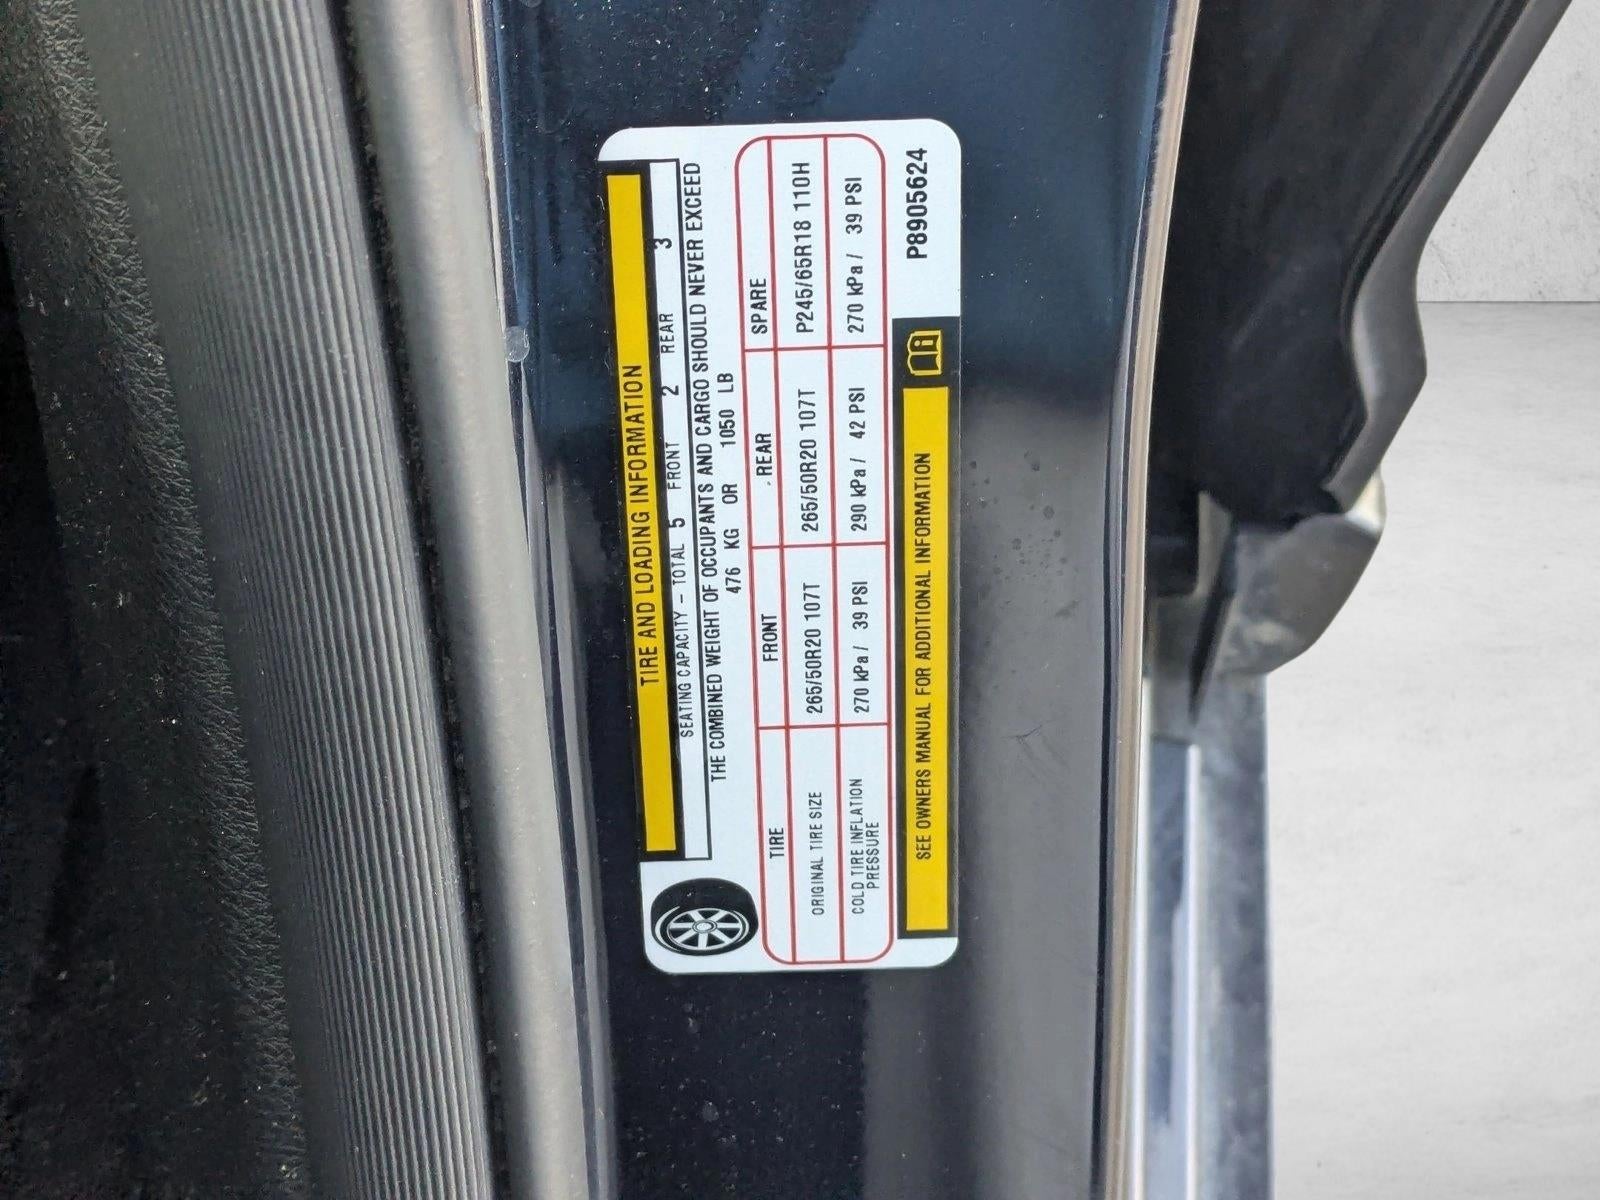 TIRE AND LOADING INFORMATION
SEATING CAPACITY – TOTAL 5 FRONT 2 REAR 3
THE COMBINED WEIGHT OF OCCUPANTS AND CARGO SHOULD NEVER EXCEED
476 KG OR 1050 LB
TIRE FRONT REAR SPARE
ORIGINAL TIRE SIZE 265/50R20 107T 265/50R20 107T P245/65R18 110H
COLD TIRE INFLATION
PRESSURE 270 kPa / 39 PSI 290 kPa / 42 PSI 270 kPa / 39 PSI
SEE OWNERS MANUAL FOR ADDITIONAL INFORMATION
P8905624